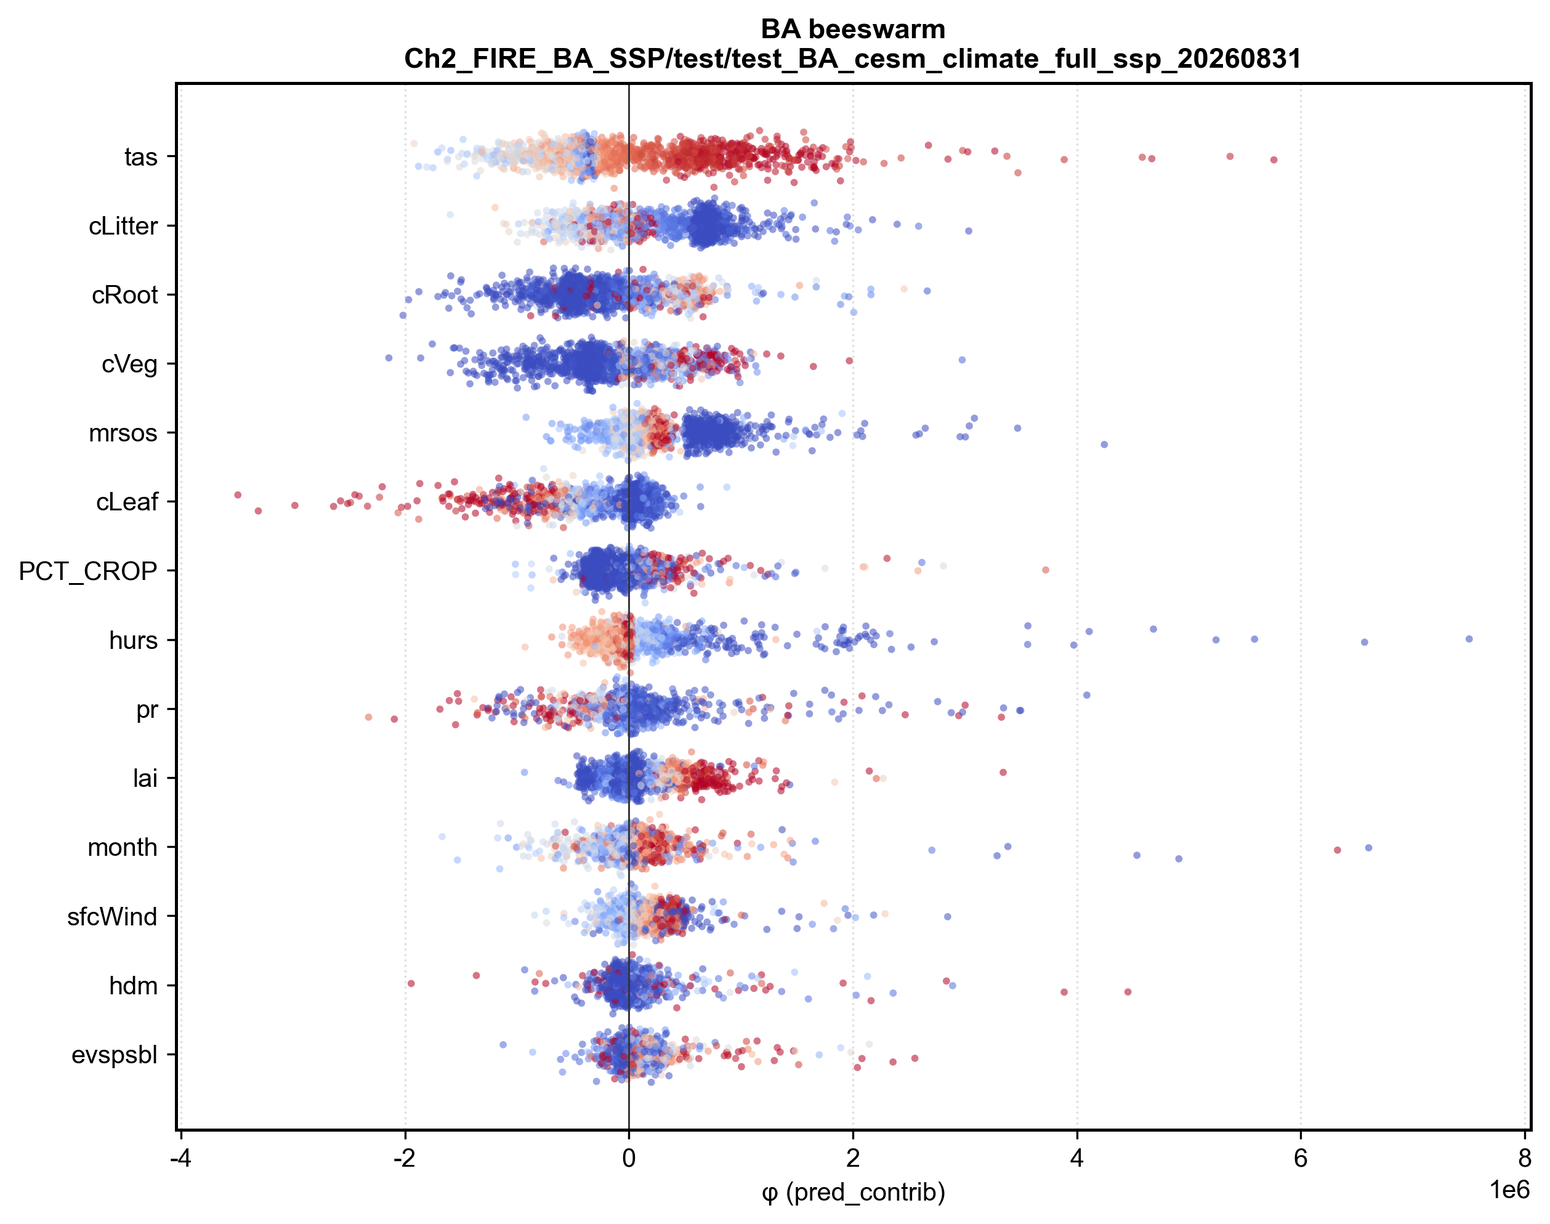 BA beeswarm
Ch2_FIRE_BA_SSP/test/test_BA_cesm_climate_full_ssp_20260831
tas
cLitter
cRoot
cVeg
mrsos
cLeaf
PCT_CROP
hurs
pr
lai
month
sfcWind
hdm
evspsbl
-4 -2 0 2 4 6 8
1e6
φ (pred_contrib)